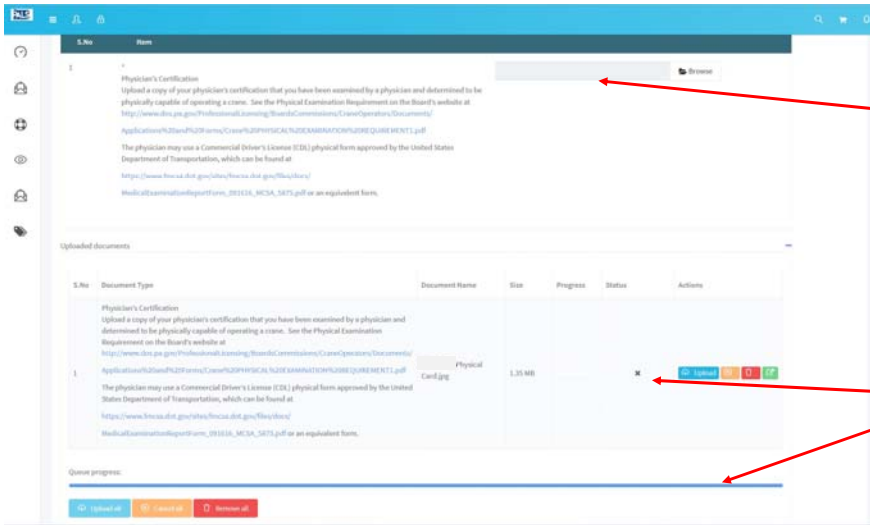 PALS
S.No Item
1 *
Physician's Certification
Upload a copy of your physician's certification that you have been examined by a physician and determined to be
physically capable of operating a crane. See the Physical Examination Requirement on the Board's website at
http://www.dos.pa.gov/ProfessionalLicensing/BoardsCommissions/CraneOperators/Documents/
Applications%20and%20Forms/Crane%20PHYSICAL%20EXAMINATION%20REQUIREMENT1.pdf
The physician may use a Commercial Driver's License (CDL) physical form approved by the United States
Department of Transportation, which can be found at
https://www.fmcsa.dot.gov/sites/fmcsa.dot.gov/files/docs/
MedicalExaminationReportForm_091616_MCSA_5875.pdf or an equivalent form.
Browse
Uploaded documents
S.No Document Type Document Name Size Progress Status Actions
Physician's Certification
Upload a copy of your physician's certification that you have been examined by a physician and
determined to be physically capable of operating a crane. See the Physical Examination
Requirement on the Board's website at
http://www.dos.pa.gov/ProfessionalLicensing/BoardsCommissions/CraneOperators/Documents/
1 Applications%20and%20Forms/Crane%20PHYSICAL%20EXAMINATION%20REQUIREMENT1.pdf
The physician may use a Commercial Driver's License (CDL) physical form approved by the United
States Department of Transportation, which can be found at
https://www.fmcsa.dot.gov/sites/fmcsa.dot.gov/files/docs/
MedicalExaminationReportForm_091616_MCSA_5875.pdf or an equivalent form.
Physical
Card.jpg
1.35 MB
Upload
Queue progress:
Upload all Cancel all Remove all